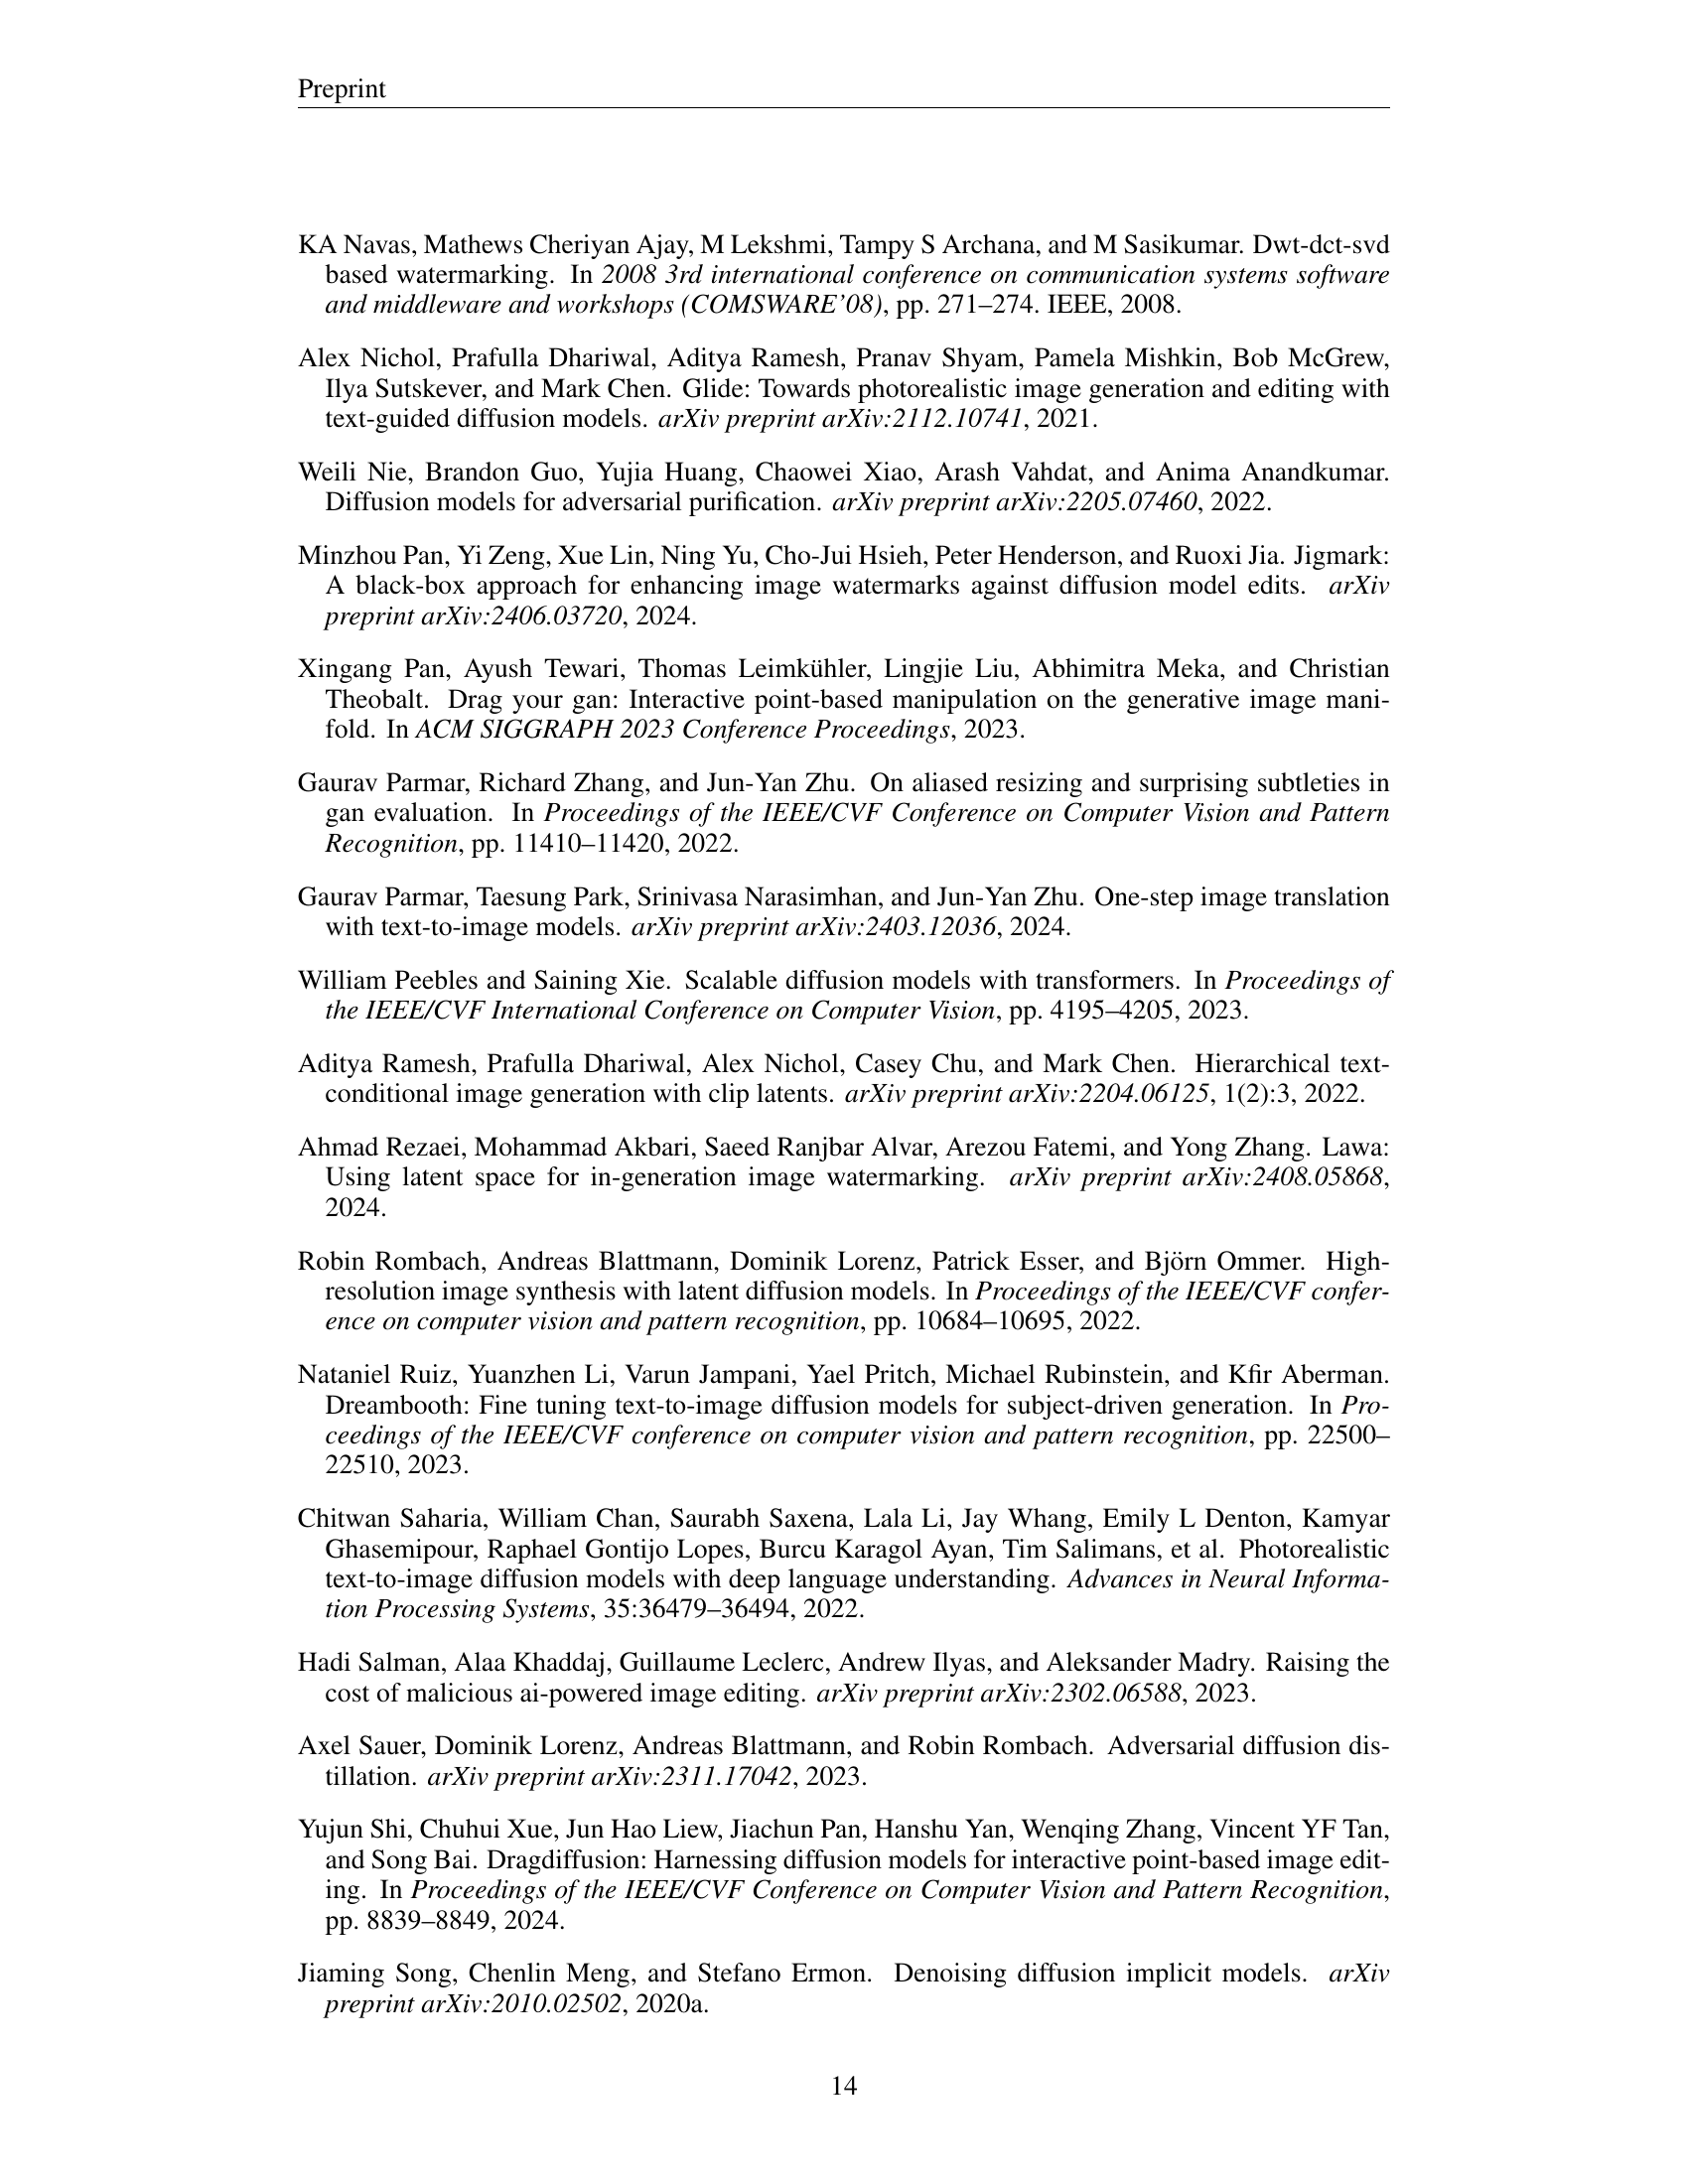 Preprint
KA Navas, Mathews Cheriyan Ajay, M Lekshmi, Tampy S Archana, and M Sasikumar. Dwt-dct-svd
based watermarking. In 2008 3rd international conference on communication systems software
and middleware and workshops (COMSWARE'08), pp. 271–274. IEEE, 2008.
Alex Nichol, Prafulla Dhariwal, Aditya Ramesh, Pranav Shyam, Pamela Mishkin, Bob McGrew,
Ilya Sutskever, and Mark Chen. Glide: Towards photorealistic image generation and editing with
text-guided diffusion models. arXiv preprint arXiv:2112.10741, 2021.
Weili Nie, Brandon Guo, Yujia Huang, Chaowei Xiao, Arash Vahdat, and Anima Anandkumar.
Diffusion models for adversarial purification. arXiv preprint arXiv:2205.07460, 2022.
Minzhou Pan, Yi Zeng, Xue Lin, Ning Yu, Cho-Jui Hsieh, Peter Henderson, and Ruoxi Jia. Jigmark:
A black-box approach for enhancing image watermarks against diffusion model edits. arXiv
preprint arXiv:2406.03720, 2024.
Xingang Pan, Ayush Tewari, Thomas Leimkühler, Lingjie Liu, Abhimitra Meka, and Christian
Theobalt. Drag your gan: Interactive point-based manipulation on the generative image mani-
fold. In ACM SIGGRAPH 2023 Conference Proceedings, 2023.
Gaurav Parmar, Richard Zhang, and Jun-Yan Zhu. On aliased resizing and surprising subtleties in
gan evaluation. In Proceedings of the IEEE/CVF Conference on Computer Vision and Pattern
Recognition, pp. 11410–11420, 2022.
Gaurav Parmar, Taesung Park, Srinivasa Narasimhan, and Jun-Yan Zhu. One-step image translation
with text-to-image models. arXiv preprint arXiv:2403.12036, 2024.
William Peebles and Saining Xie. Scalable diffusion models with transformers. In Proceedings of
the IEEE/CVF International Conference on Computer Vision, pp. 4195–4205, 2023.
Aditya Ramesh, Prafulla Dhariwal, Alex Nichol, Casey Chu, and Mark Chen. Hierarchical text-
conditional image generation with clip latents. arXiv preprint arXiv:2204.06125, 1(2):3, 2022.
Ahmad Rezaei, Mohammad Akbari, Saeed Ranjbar Alvar, Arezou Fatemi, and Yong Zhang. Lawa:
Using latent space for in-generation image watermarking. arXiv preprint arXiv:2408.05868,
2024.
Robin Rombach, Andreas Blattmann, Dominik Lorenz, Patrick Esser, and Björn Ommer. High-
resolution image synthesis with latent diffusion models. In Proceedings of the IEEE/CVF confer-
ence on computer vision and pattern recognition, pp. 10684–10695, 2022.
Nataniel Ruiz, Yuanzhen Li, Varun Jampani, Yael Pritch, Michael Rubinstein, and Kfir Aberman.
Dreambooth: Fine tuning text-to-image diffusion models for subject-driven generation. In Pro-
ceedings of the IEEE/CVF conference on computer vision and pattern recognition, pp. 22500–
22510, 2023.
Chitwan Saharia, William Chan, Saurabh Saxena, Lala Li, Jay Whang, Emily L Denton, Kamyar
Ghasemipour, Raphael Gontijo Lopes, Burcu Karagol Ayan, Tim Salimans, et al. Photorealistic
text-to-image diffusion models with deep language understanding. Advances in Neural Informa-
tion Processing Systems, 35:36479–36494, 2022.
Hadi Salman, Alaa Khaddaj, Guillaume Leclerc, Andrew Ilyas, and Aleksander Madry. Raising the
cost of malicious ai-powered image editing. arXiv preprint arXiv:2302.06588, 2023.
Axel Sauer, Dominik Lorenz, Andreas Blattmann, and Robin Rombach. Adversarial diffusion dis-
tillation. arXiv preprint arXiv:2311.17042, 2023.
Yujun Shi, Chuhui Xue, Jun Hao Liew, Jiachun Pan, Hanshu Yan, Wenqing Zhang, Vincent YF Tan,
and Song Bai. Dragdiffusion: Harnessing diffusion models for interactive point-based image edit-
ing. In Proceedings of the IEEE/CVF Conference on Computer Vision and Pattern Recognition,
pp. 8839–8849, 2024.
Jiaming Song, Chenlin Meng, and Stefano Ermon. Denoising diffusion implicit models. arXiv
preprint arXiv:2010.02502, 2020a.
14